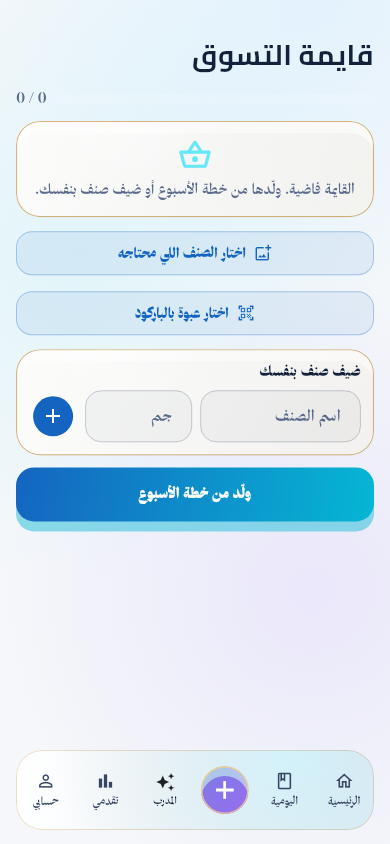 قايمة التسوق
0 / 0
القايمة فاضية. ولّدها من خطة الأسبوع أو ضيف صنف بنفسك.
اختار الصنف اللي محتاجه
اختار عبوة بالباركود
ضيف صنف بنفسك
اسم الصنف
جم
ولّد من خطة الأسبوع
الرئيسية
اليومية
المدرب
تقدمي
حسابي